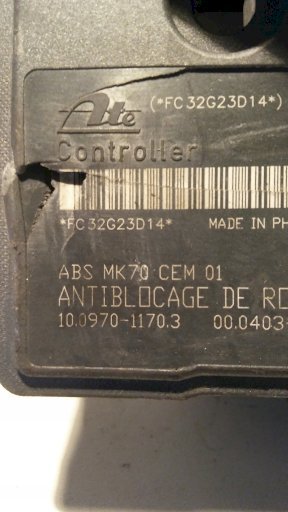 (*FC32G23D14*)
Ate
Controller
*FC32G23D14* MADE IN PH
ABS MK70 CEM 01
ANTIBLOCAGE DE RO
10.0970-1170.3 00.0403-